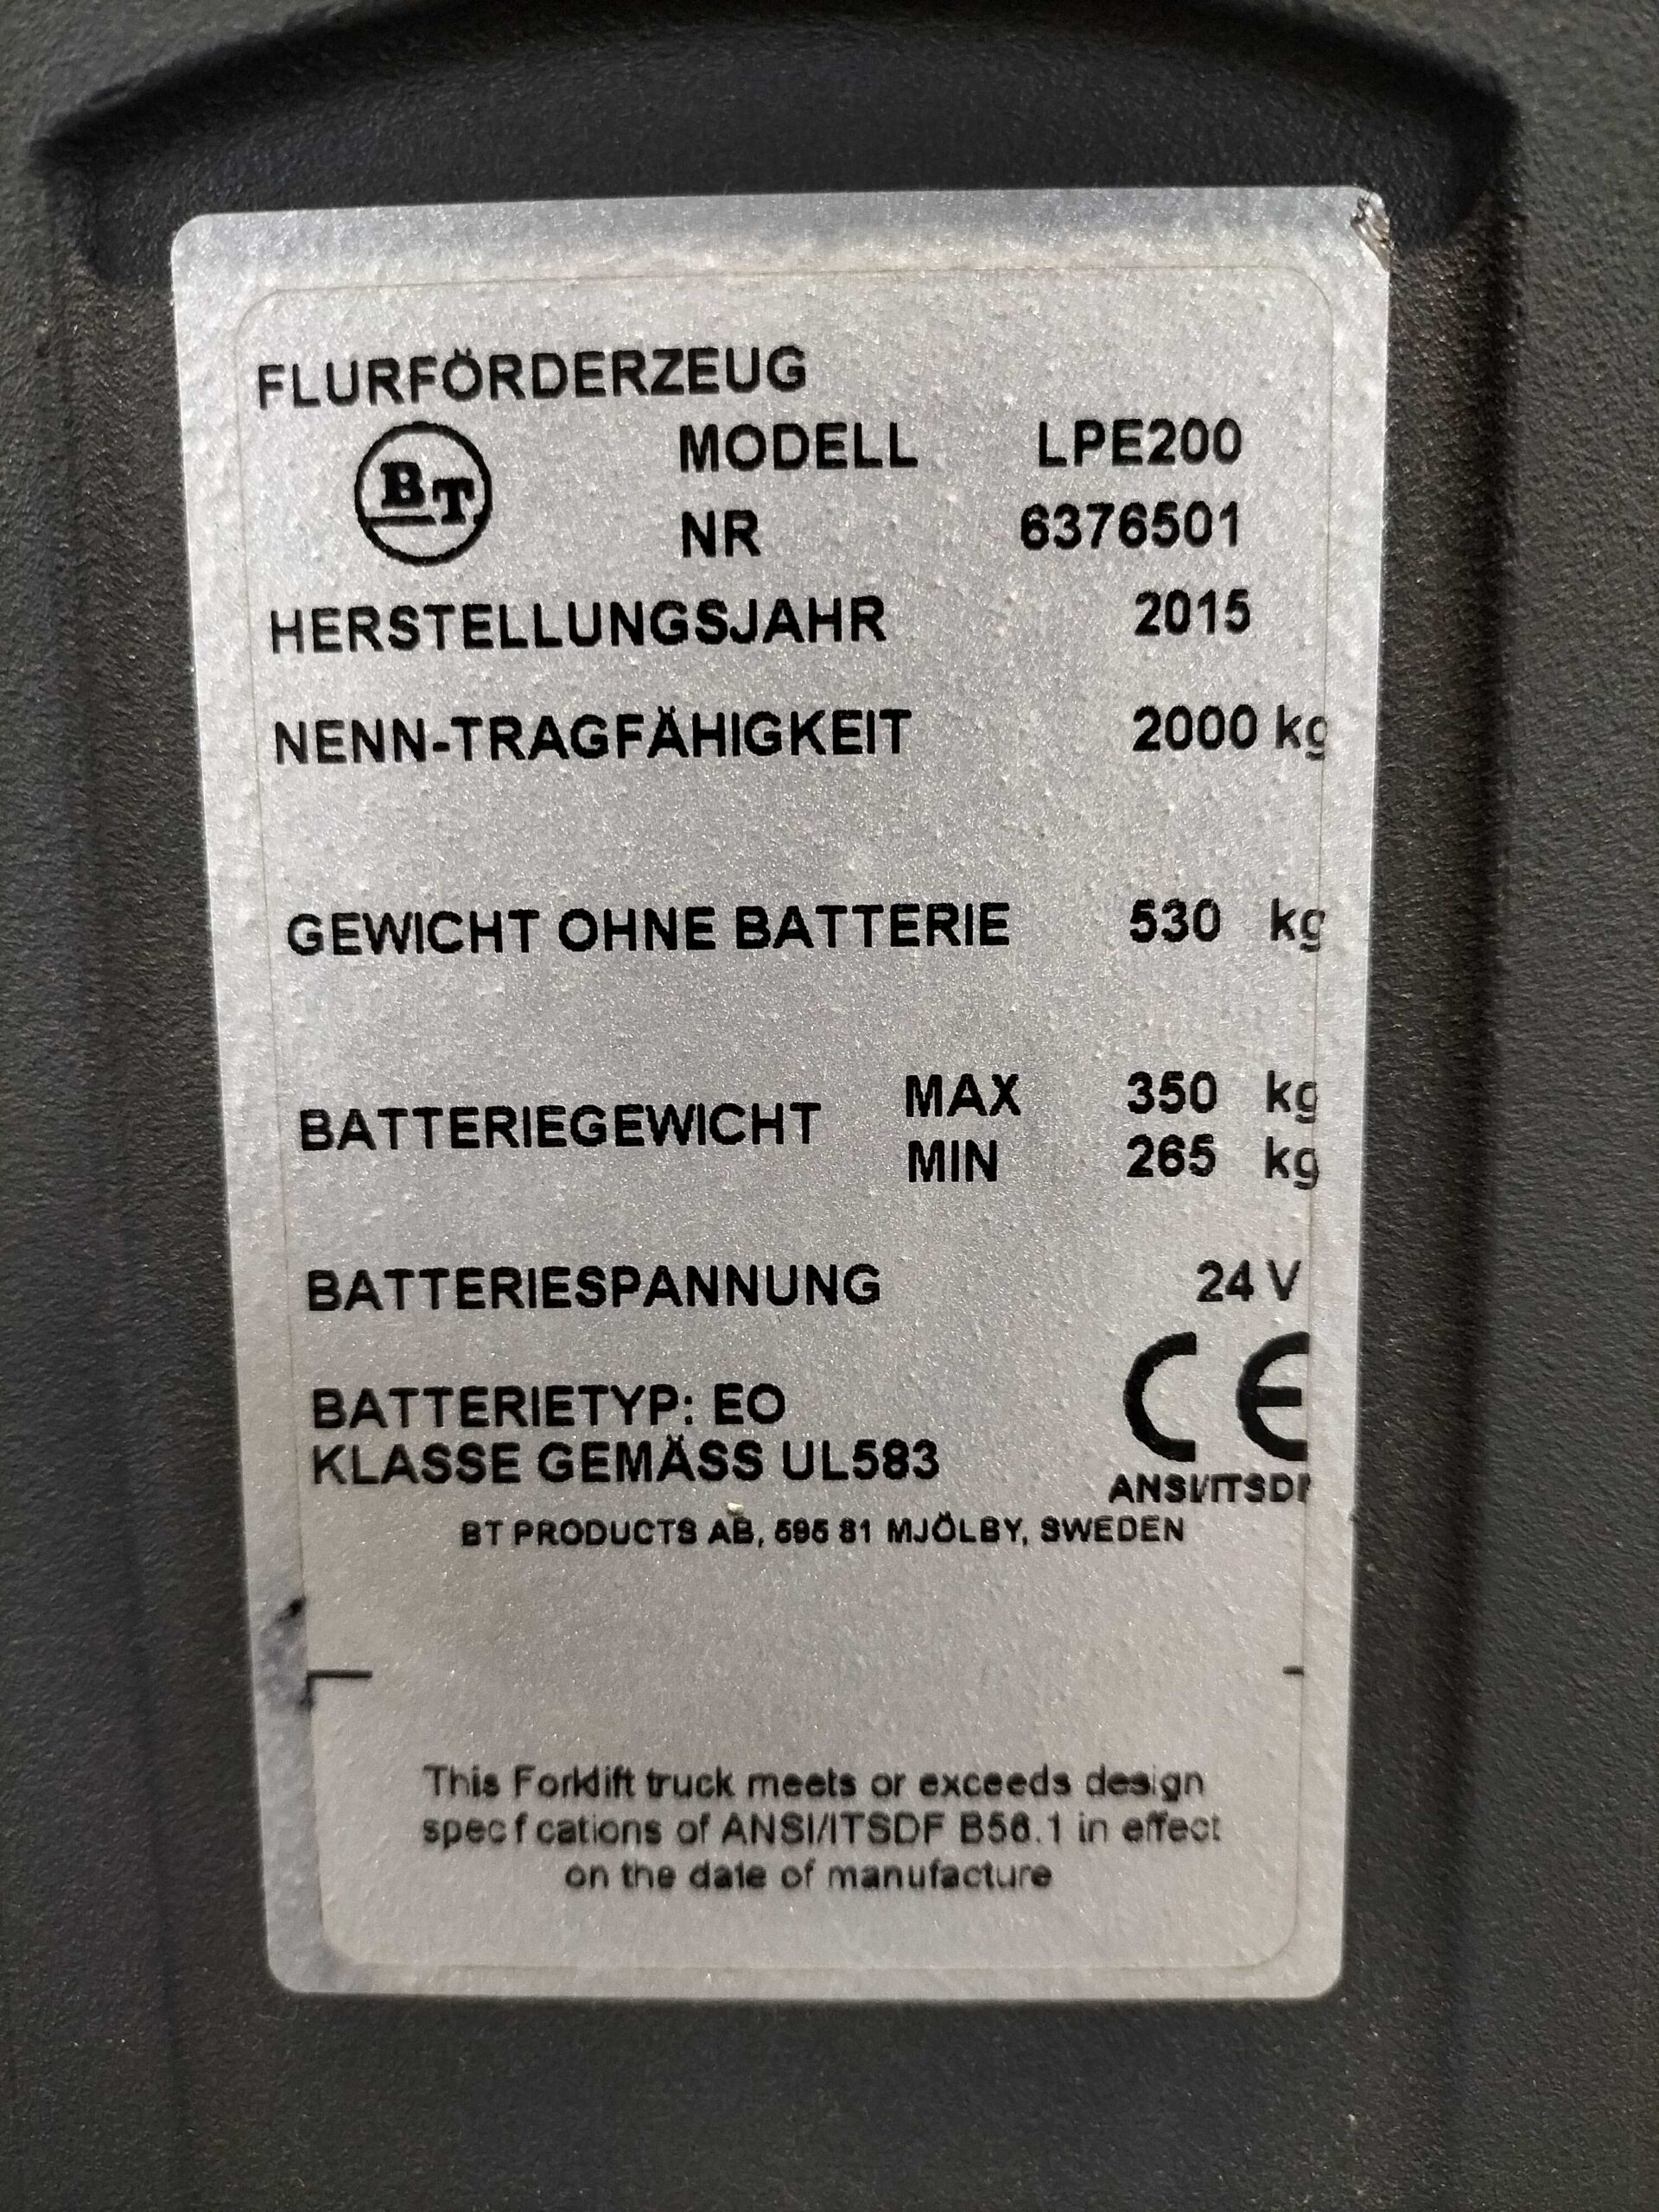 FLURFÖRDERZEUG
BT MODELL LPE200
NR 6376501
HERSTELLUNGSJAHR 2015
NENN-TRAGFÄHIGKEIT 2000 kg
GEWICHT OHNE BATTERIE 530 kg
BATTERIEGEWICHT MAX 350 kg
MIN 265 kg
BATTERIESPANNUNG 24 V
BATTERIETYP: EO
KLASSE GEMÄSS UL583
CE
ANSI/ITSDF
BT PRODUCTS AB, 595 81 MJÖLBY, SWEDEN
This Forklift truck meets or exceeds design
specifications of ANSI/ITSDF B56.1 in effect
on the date of manufacture